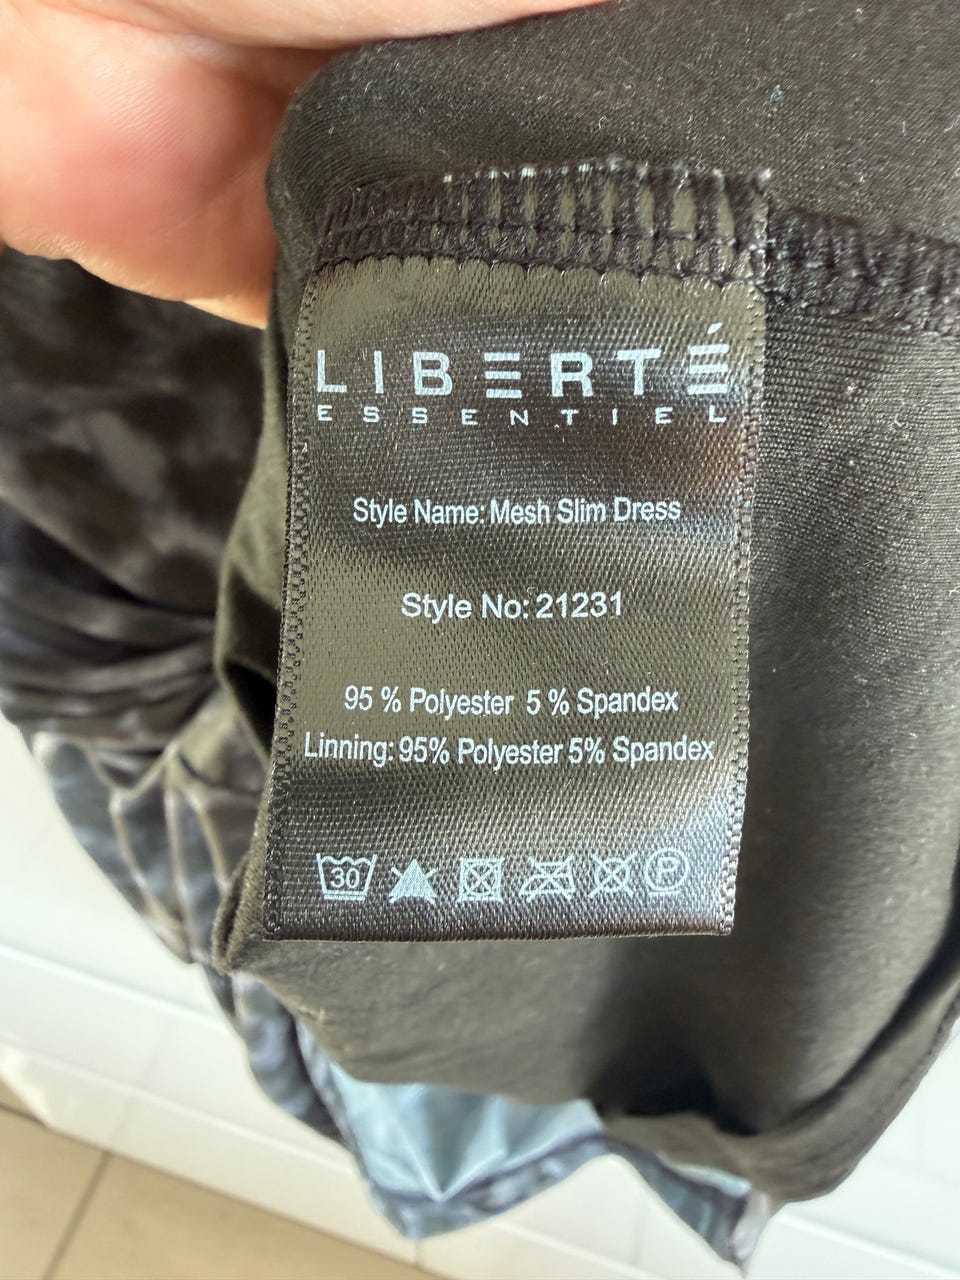 LIBERTÉ
ESSENTIEL
Style Name: Mesh Slim Dress
Style No: 21231
95 % Polyester 5 % Spandex
Linning: 95% Polyester 5% Spandex
30 P